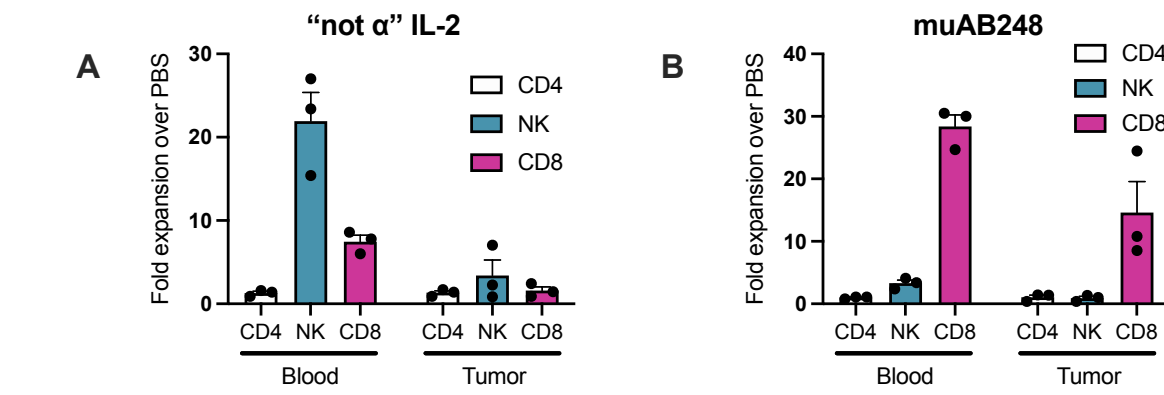 A
“not α” IL-2
Fold expansion over PBS
30
20
10
0
CD4
NK
CD8
CD4 NK CD8 CD4 NK CD8
Blood Tumor
B
muAB248
Fold expansion over PBS
40
30
20
10
0
CD4
NK
CD8
CD4 NK CD8 CD4 NK CD8
Blood Tumor